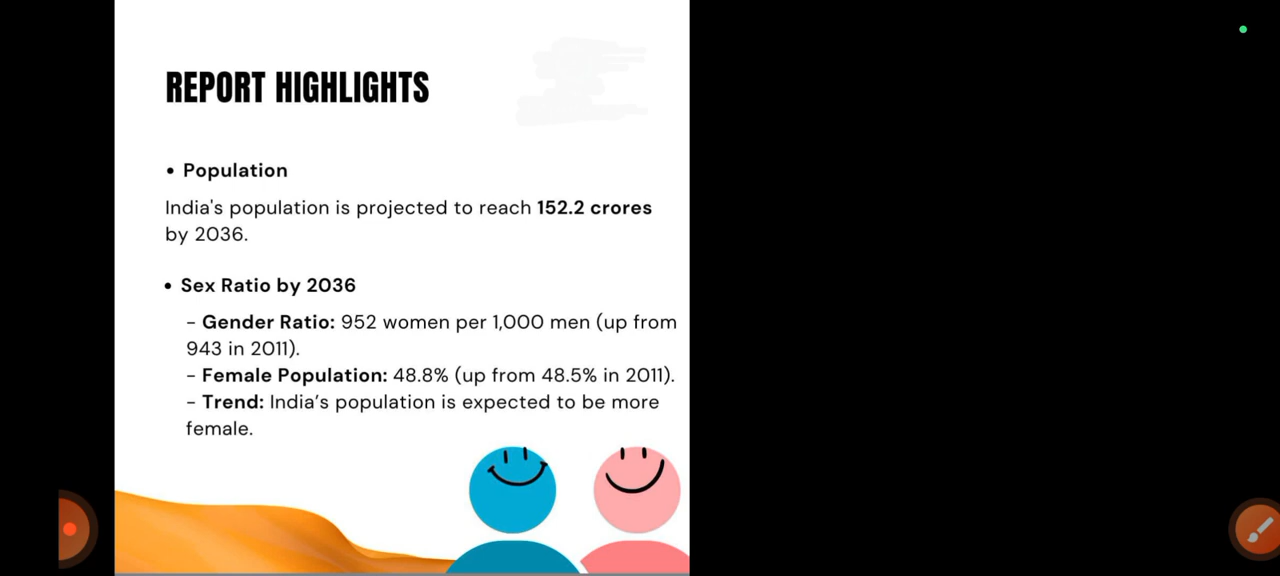 REPORT HIGHLIGHTS
• Population
India's population is projected to reach 152.2 crores
by 2036.
• Sex Ratio by 2036
– Gender Ratio: 952 women per 1,000 men (up from
943 in 2011).
– Female Population: 48.8% (up from 48.5% in 2011).
– Trend: India’s population is expected to be more
female.